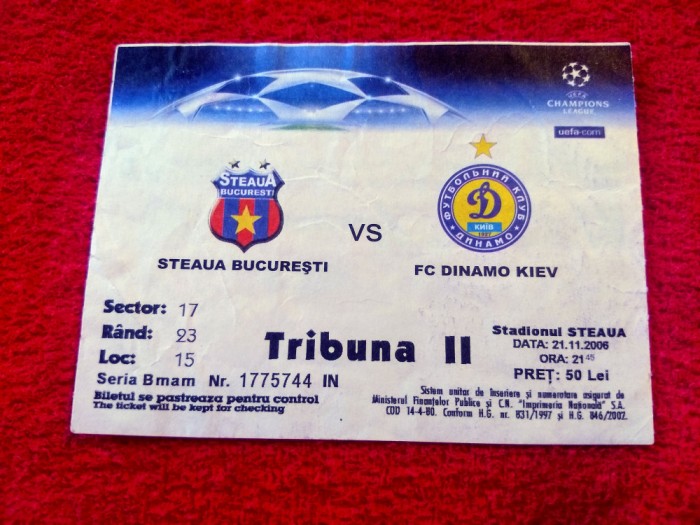 UEFA
CHAMPIONS
LEAGUE
uefa.com
STEAUA
BUCURESTI
ФУТБОЛЬНИЙ КЛУБ
Д
КИЇВ
1927
ДИНАМО
VS
STEAUA BUCUREŞTI
FC DINAMO KIEV
Sector: 17
Rând: 23
Loc: 15
Tribuna II
Stadionul STEAUA
DATA: 21.11.2006
ORA: 21 45
PREŢ: 50 Lei
Seria Bmam Nr. 1775744 IN
Biletul se pastreaza pentru control
The ticket will be kept for checking
Sistem unitar de înseriere şi numerotare asigurat de
Ministerul Finanţelor Publice şi C.N. "Imprimeria Naţională" S.A.
COD 14-4-80. Conform H.G. nr. 831/1997 şi H.G. 846/2002.